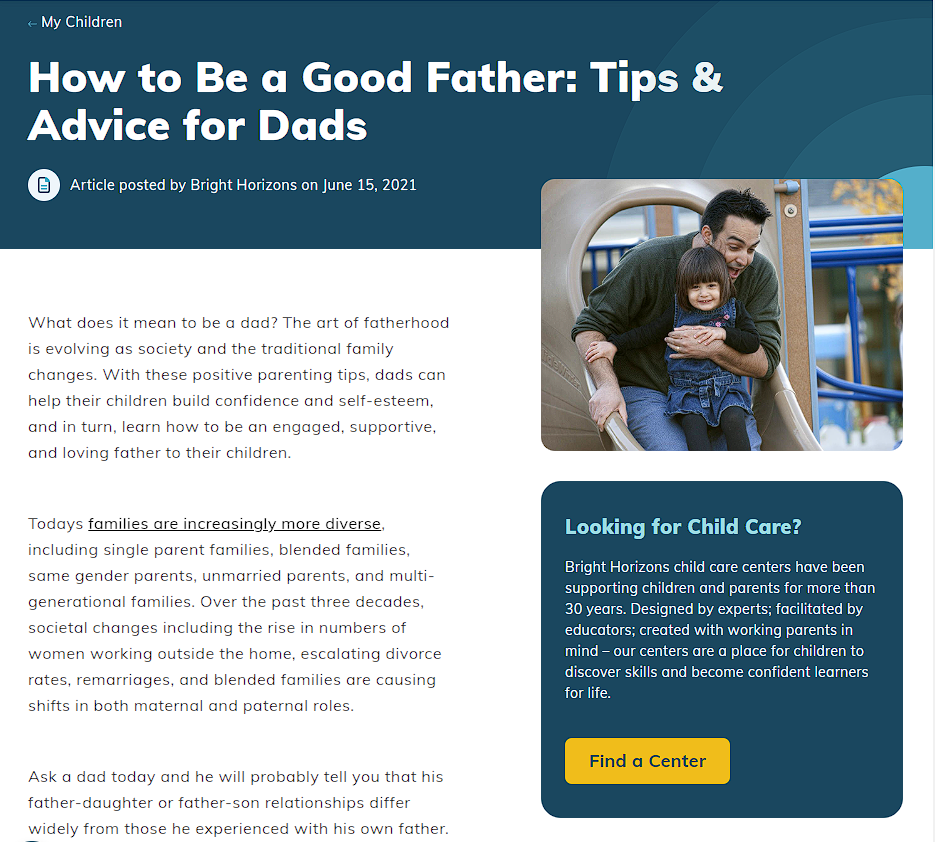 ← My Children
How to Be a Good Father: Tips &
Advice for Dads
Article posted by Bright Horizons on June 15, 2021
What does it mean to be a dad? The art of fatherhood
is evolving as society and the traditional family
changes. With these positive parenting tips, dads can
help their children build confidence and self-esteem,
and in turn, learn how to be an engaged, supportive,
and loving father to their children.
Todays families are increasingly more diverse,
including single parent families, blended families,
same gender parents, unmarried parents, and multi-
generational families. Over the past three decades,
societal changes including the rise in numbers of
women working outside the home, escalating divorce
rates, remarriages, and blended families are causing
shifts in both maternal and paternal roles.
Ask a dad today and he will probably tell you that his
father-daughter or father-son relationships differ
widely from those he experienced with his own father.
Looking for Child Care?
Bright Horizons child care centers have been
supporting children and parents for more than
30 years. Designed by experts; facilitated by
educators; created with working parents in
mind – our centers are a place for children to
discover skills and become confident learners
for life.
Find a Center